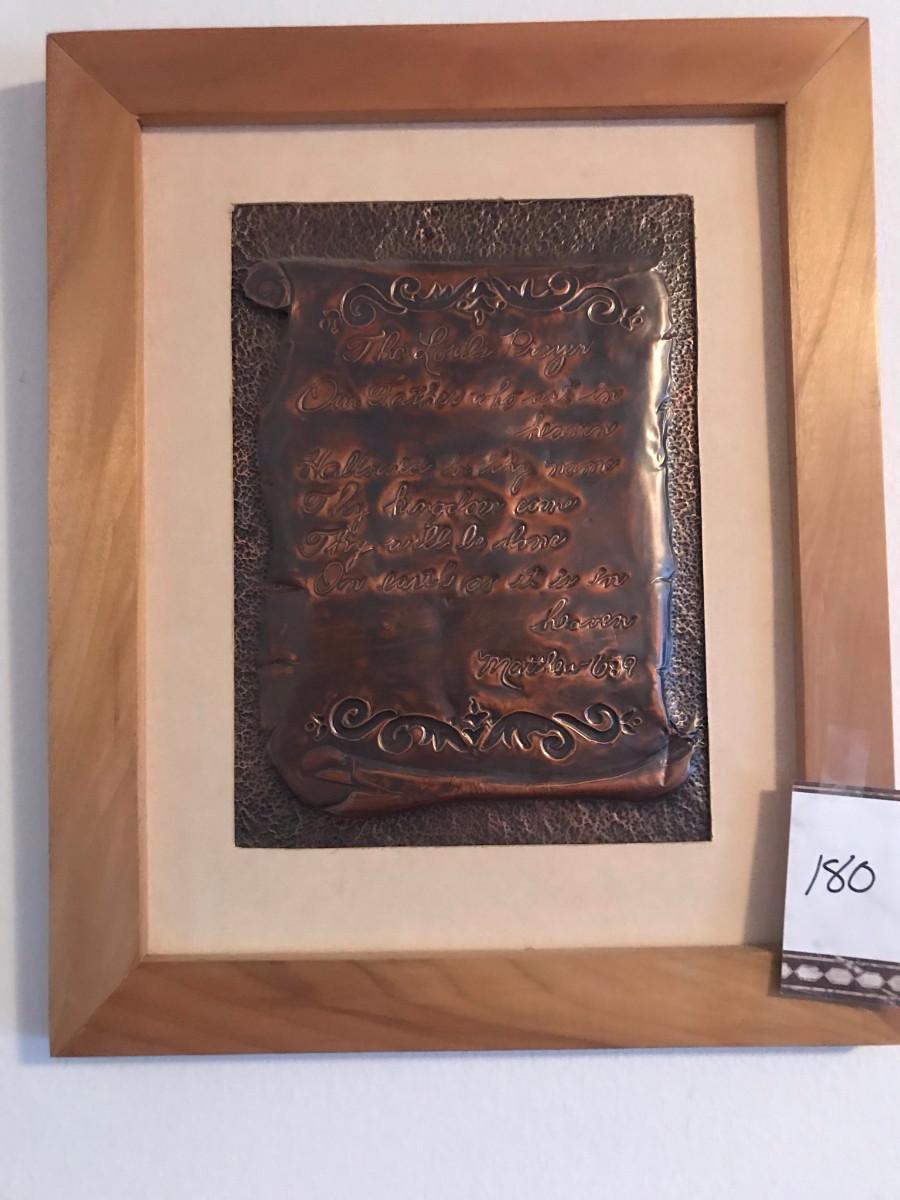 The Lord's Prayer
Our Father who art in
heaven
Hallowed be thy name
Thy kingdom come
Thy will be done
On earth as it is in
heaven
Matthew 6:9
180